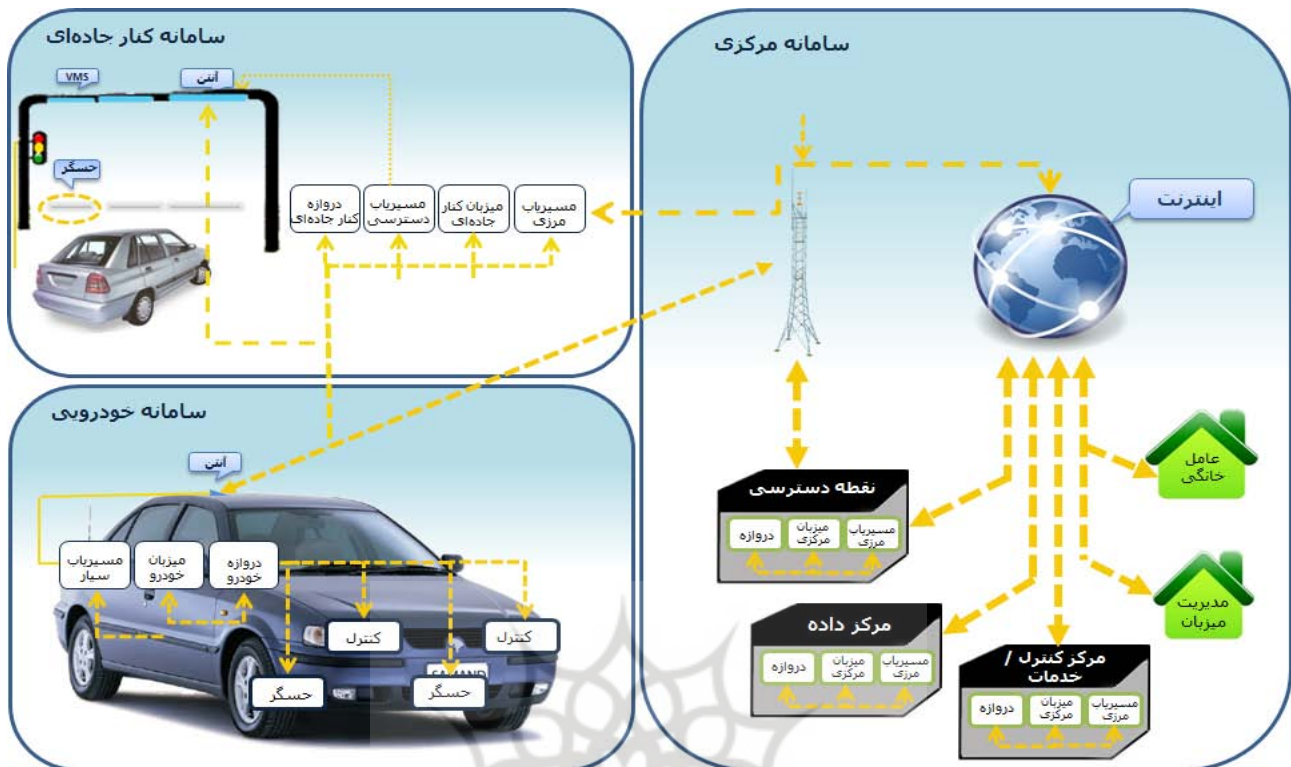 سامانه کنار جاده‌ای
VMS
آنتن
حسگر
دروازه
کنار جاده‌ای
مسیریاب
دسترسی
میزبان کنار
جاده‌ای
مسیریاب
مرزی
سامانه مرکزی
اینترنت
عامل
خانگی
مدیریت
میزبان
نقطه دسترسی
دروازه
میزبان
مرکزی
مسیریاب
مرزی
مرکز داده
دروازه
میزبان
مرکزی
مسیریاب
مرزی
مرکز کنترل /
خدمات
دروازه
میزبان
مرکزی
مسیریاب
مرزی
سامانه خودرویی
آنتن
مسیریاب
سیار
میزبان
خودرو
دروازه
خودرو
کنترل
کنترل
حسگر
حسگر